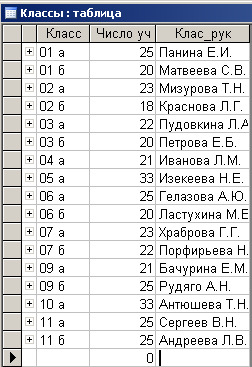 Классы : таблица
Класс Число уч Клас_рук
01 а 25 Панина Е.И.
01 б 20 Матвеева С.В.
02 а 23 Мизурова Т.Н.
02 б 18 Краснова Л.Г.
03 а 22 Пудовкина Л.А
03 б 20 Петрова Е.Б.
04 а 21 Иванова Л.М.
05 а 33 Изекеева Н.Е.
06 а 25 Гелазова А.Ю.
06 б 20 Ластухина М.Е
07 а 23 Храброва Г.Г.
07 б 22 Порфирьева Н.
09 а 21 Бачурина Е.М.
09 б 25 Рудяго А.Н.
10 а 33 Антюшева Т.Н.
11 а 25 Сергеев В.Н.
11 б 25 Андреева Л.В.
0